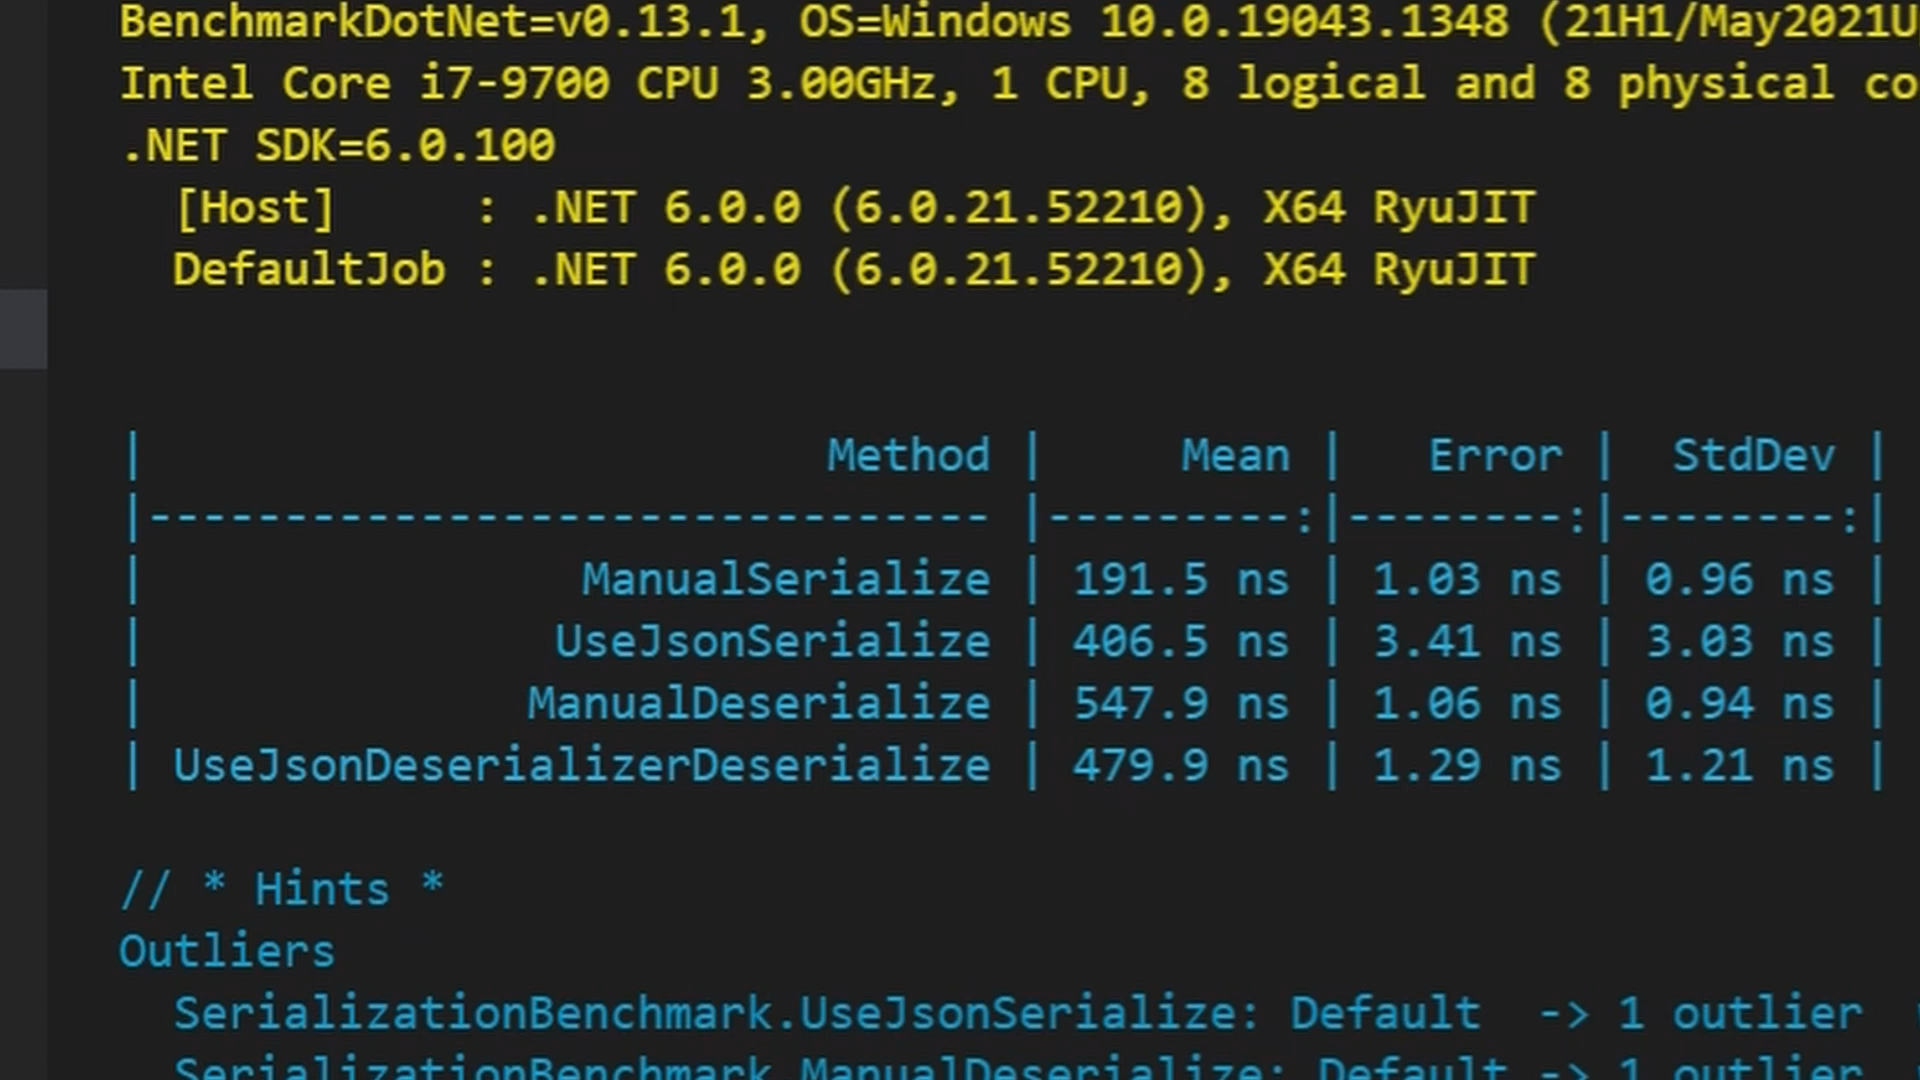 BenchmarkDotNet=v0.13.1, OS=Windows 10.0.19043.1348 (21H1/May2021U
Intel Core i7-9700 CPU 3.00GHz, 1 CPU, 8 logical and 8 physical co
.NET SDK=6.0.100
  [Host]     : .NET 6.0.0 (6.0.21.52210), X64 RyuJIT
  DefaultJob : .NET 6.0.0 (6.0.21.52210), X64 RyuJIT
|                          Method |      Mean |    Error |   StdDev |
|-------------------------------- |----------:|---------:|---------:|
|                 ManualSerialize | 191.5 ns | 1.03 ns | 0.96 ns |
|                UseJsonSerialize | 406.5 ns | 3.41 ns | 3.03 ns |
|               ManualDeserialize | 547.9 ns | 1.06 ns | 0.94 ns |
|  UseJsonDeserializerDeserialize | 479.9 ns | 1.29 ns | 1.21 ns |
// * Hints *
Outliers
  SerializationBenchmark.UseJsonSerialize: Default  -> 1 outlier
  SerializationBenchmark.ManualDeserialize: Default -> 1 outlier